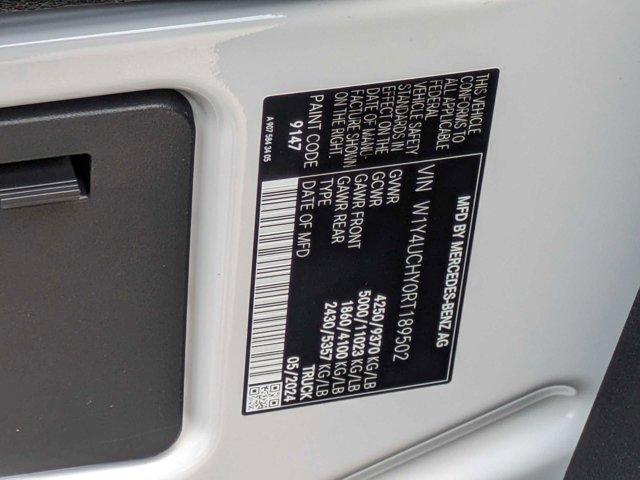 MFD BY MERCEDES-BENZ AG
VIN W1Y4UCHY0RT189502
GVWR 4250/9370 KG/LB
GCWR 5000/11023 KG/LB
GAWR FRONT 1860/4100 KG/LB
GAWR REAR 2430/5357 KG/LB
TYPE TRUCK
DATE OF MFD 05/2024
THIS VEHICLE
CONFORMS TO
ALL APPLICABLE
FEDERAL
VEHICLE SAFETY
STANDARDS IN
EFFECT ON THE
DATE OF MANU-
FACTURE SHOWN
ON THE RIGHT.
PAINT CODE
9147
A 907 584 34 05